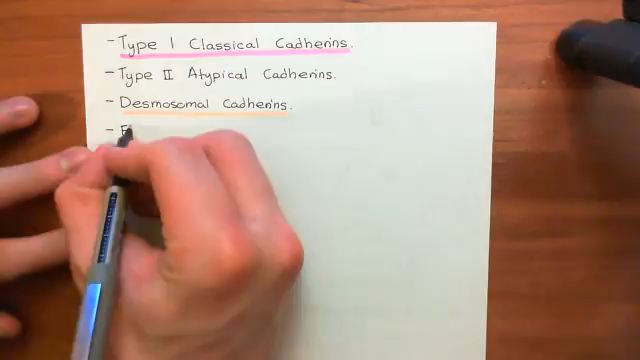 - Type I Classical Cadherins.
- Type II Atypical Cadherins.
- Desmosomal Cadherins.
-